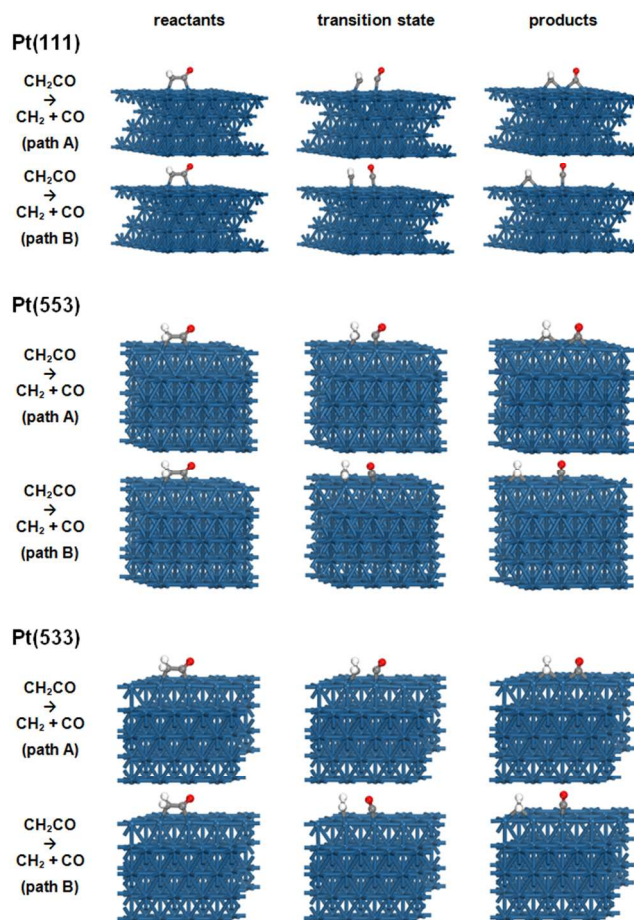 reactants transition state products
Pt(111)
CH₂CO
→
CH₂ + CO
(path A)
CH₂CO
→
CH₂ + CO
(path B)
Pt(553)
CH₂CO
→
CH₂ + CO
(path A)
CH₂CO
→
CH₂ + CO
(path B)
Pt(533)
CH₂CO
→
CH₂ + CO
(path A)
CH₂CO
→
CH₂ + CO
(path B)